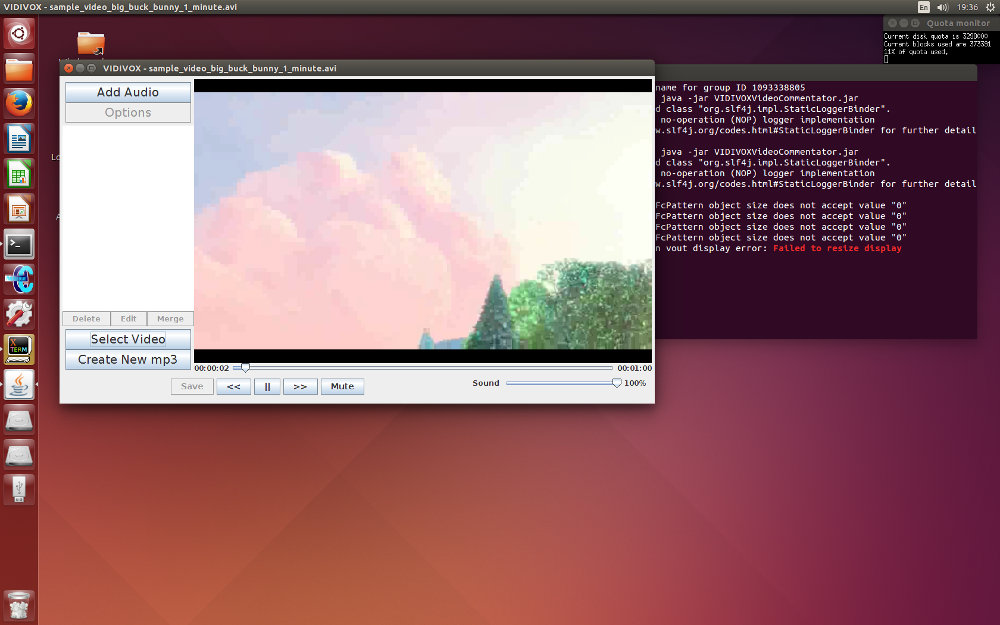 VIDIVOX - sample_video_big_buck_bunny_1_minute.avi
En
19:36
Quota monitor
Current disk quota is 3298000
Current blocks used are 373391
11% of quota used.
VIDIVOX - sample_video_big_buck_bunny_1_minute.avi
Add Audio
Options
Lo
A
Delete
Edit
Merge
Select Video
Create New mp3
00:00:02
00:01:00
Save
<<
||
>>
Mute
Sound
100%
name for group ID 1093338805
java -jar VIDIVOXVideoCommentator.jar
d class "org.slf4j.impl.StaticLoggerBinder".
no-operation (NOP) logger implementation
w.slf4j.org/codes.html#StaticLoggerBinder for further detail
java -jar VIDIVOXVideoCommentator.jar
d class "org.slf4j.impl.StaticLoggerBinder".
no-operation (NOP) logger implementation
w.slf4j.org/codes.html#StaticLoggerBinder for further detail
FcPattern object size does not accept value "0"
FcPattern object size does not accept value "0"
FcPattern object size does not accept value "0"
FcPattern object size does not accept value "0"
n vout display error: Failed to resize display
X
TERM